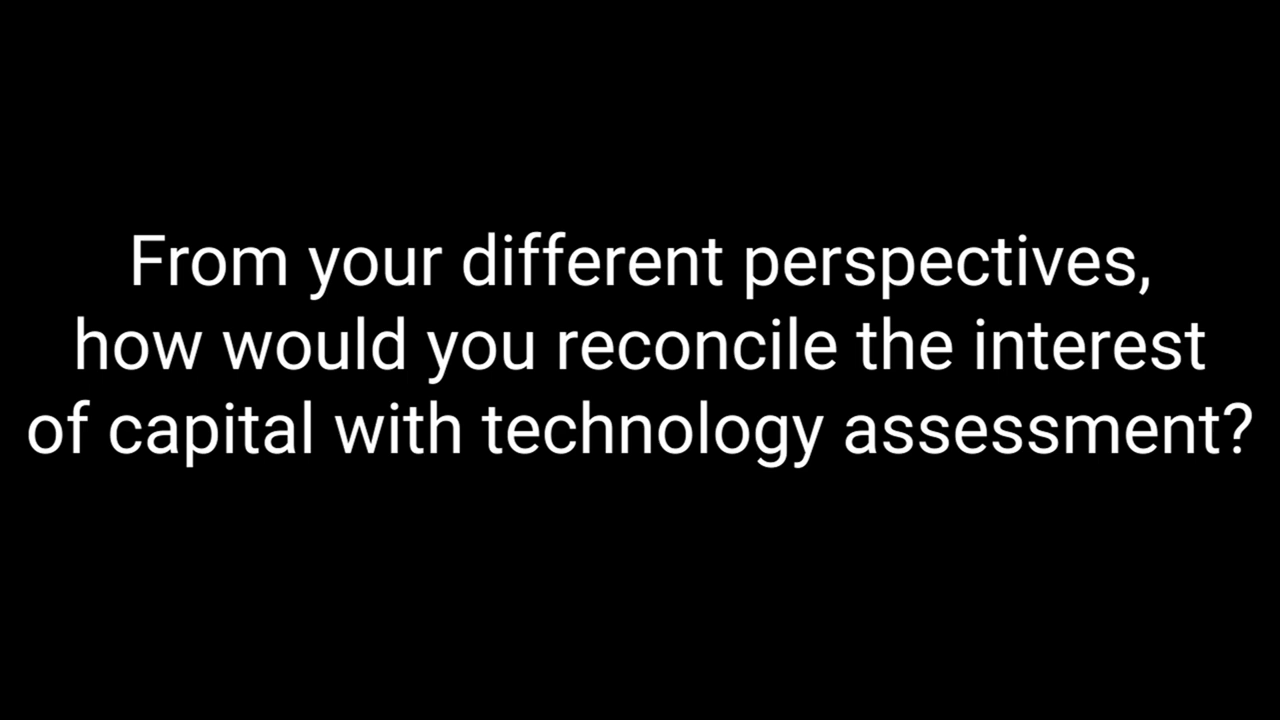 From your different perspectives,
how would you reconcile the interest
of capital with technology assessment?